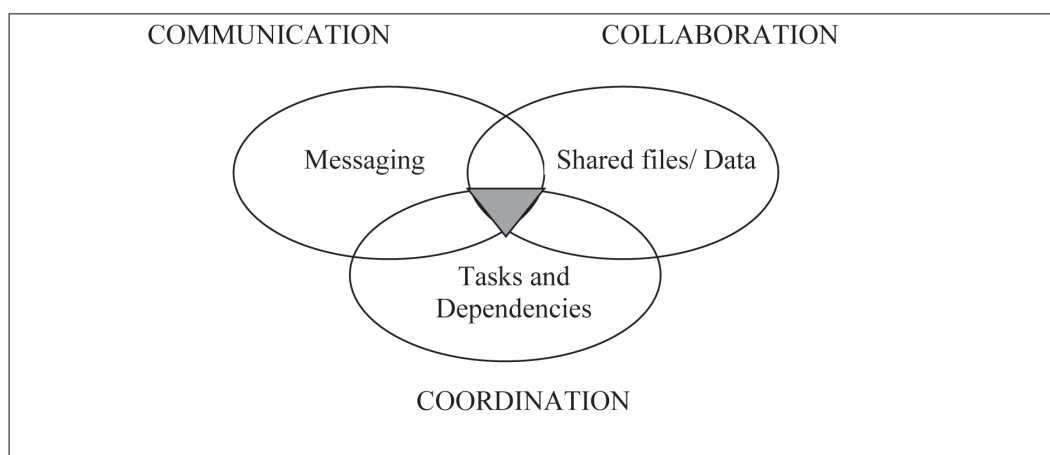 COMMUNICATION
COLLABORATION
Messaging
Shared files/ Data
Tasks and
Dependencies
COORDINATION